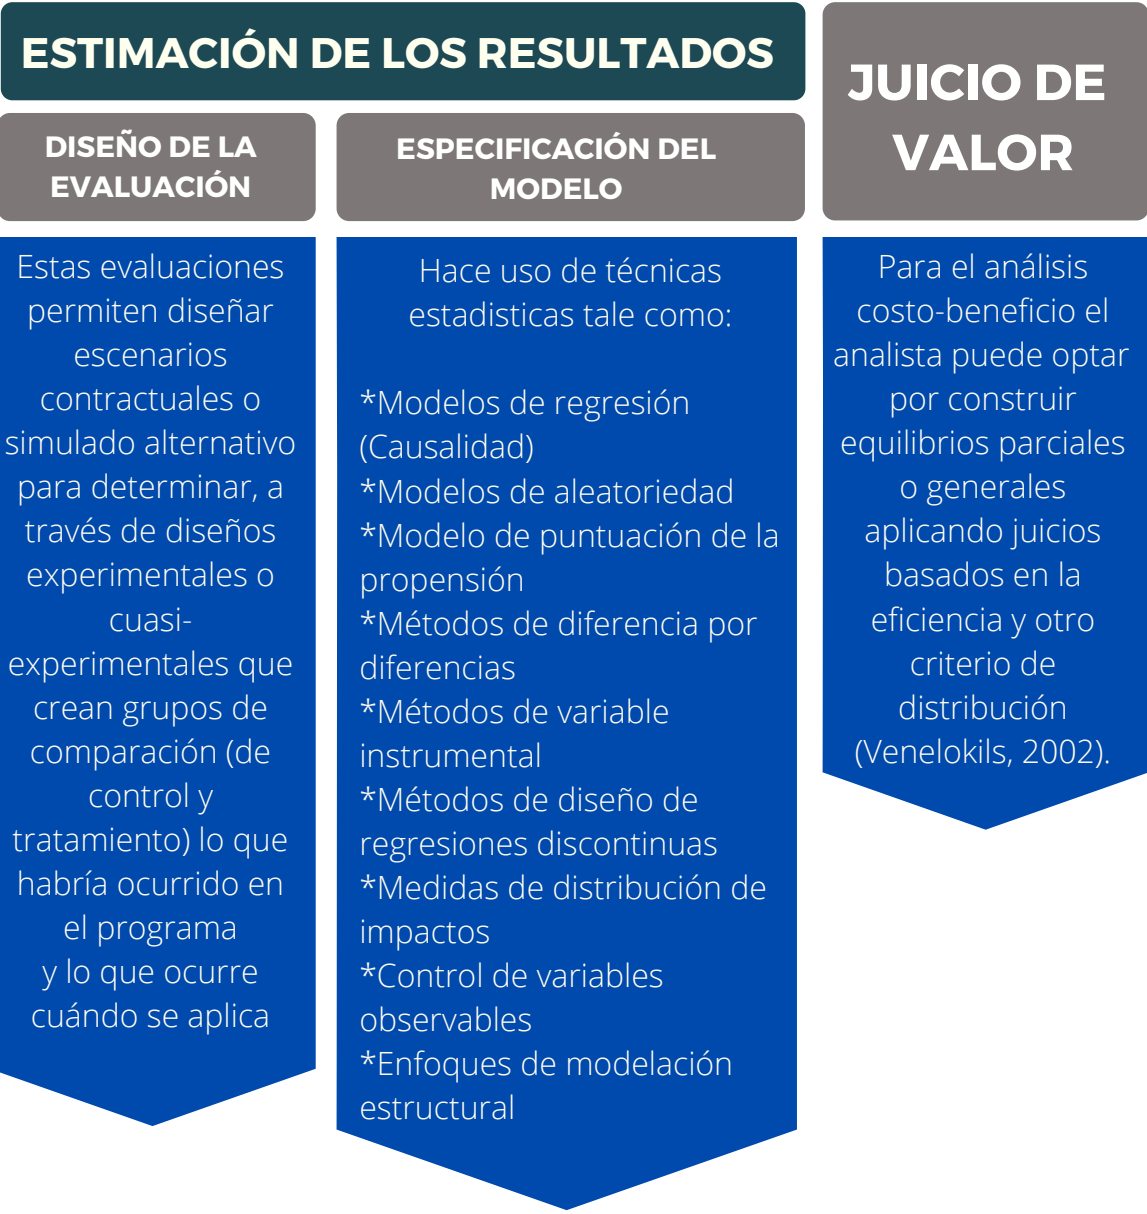 ESTIMACIÓN DE LOS RESULTADOS
DISEÑO DE LA
EVALUACIÓN
Estas evaluaciones
permiten diseñar
escenarios
contractuales o
simulado alternativo
para determinar, a
través de diseños
experimentales o
cuasi-
experimentales que
crean grupos de
comparación (de
control y
tratamiento) lo que
habría ocurrido en
el programa
y lo que ocurre
cuándo se aplica
ESPECIFICACIÓN DEL
MODELO
Hace uso de técnicas
estadisticas tale como:
*Modelos de regresión
(Causalidad)
*Modelos de aleatoriedad
*Modelo de puntuación de la
propensión
*Métodos de diferencia por
diferencias
*Métodos de variable
instrumental
*Métodos de diseño de
regresiones discontinuas
*Medidas de distribución de
impactos
*Control de variables
observables
*Enfoques de modelación
estructural
JUICIO DE
VALOR
Para el análisis
costo-beneficio el
analista puede optar
por construir
equilibrios parciales
o generales
aplicando juicios
basados en la
eficiencia y otro
criterio de
distribución
(Venelokils, 2002).